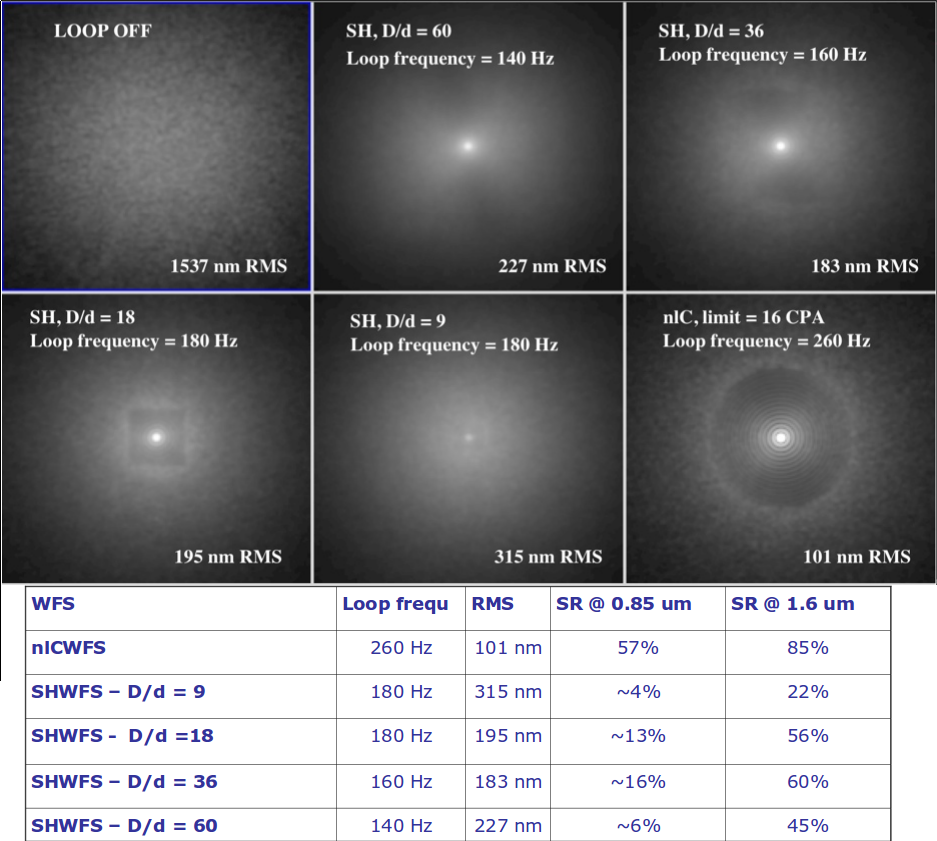 LOOP OFF
1537 nm RMS
SH, D/d = 60
Loop frequency = 140 Hz
227 nm RMS
SH, D/d = 36
Loop frequency = 160 Hz
183 nm RMS
SH, D/d = 18
Loop frequency = 180 Hz
195 nm RMS
SH, D/d = 9
Loop frequency = 180 Hz
315 nm RMS
nlC, limit = 16 CPA
Loop frequency = 260 Hz
101 nm RMS
WFS Loop frequ RMS SR @ 0.85 um SR @ 1.6 um
nlCWFS 260 Hz 101 nm 57% 85%
SHWFS – D/d = 9 180 Hz 315 nm ~4% 22%
SHWFS - D/d =18 180 Hz 195 nm ~13% 56%
SHWFS – D/d = 36 160 Hz 183 nm ~16% 60%
SHWFS – D/d = 60 140 Hz 227 nm ~6% 45%